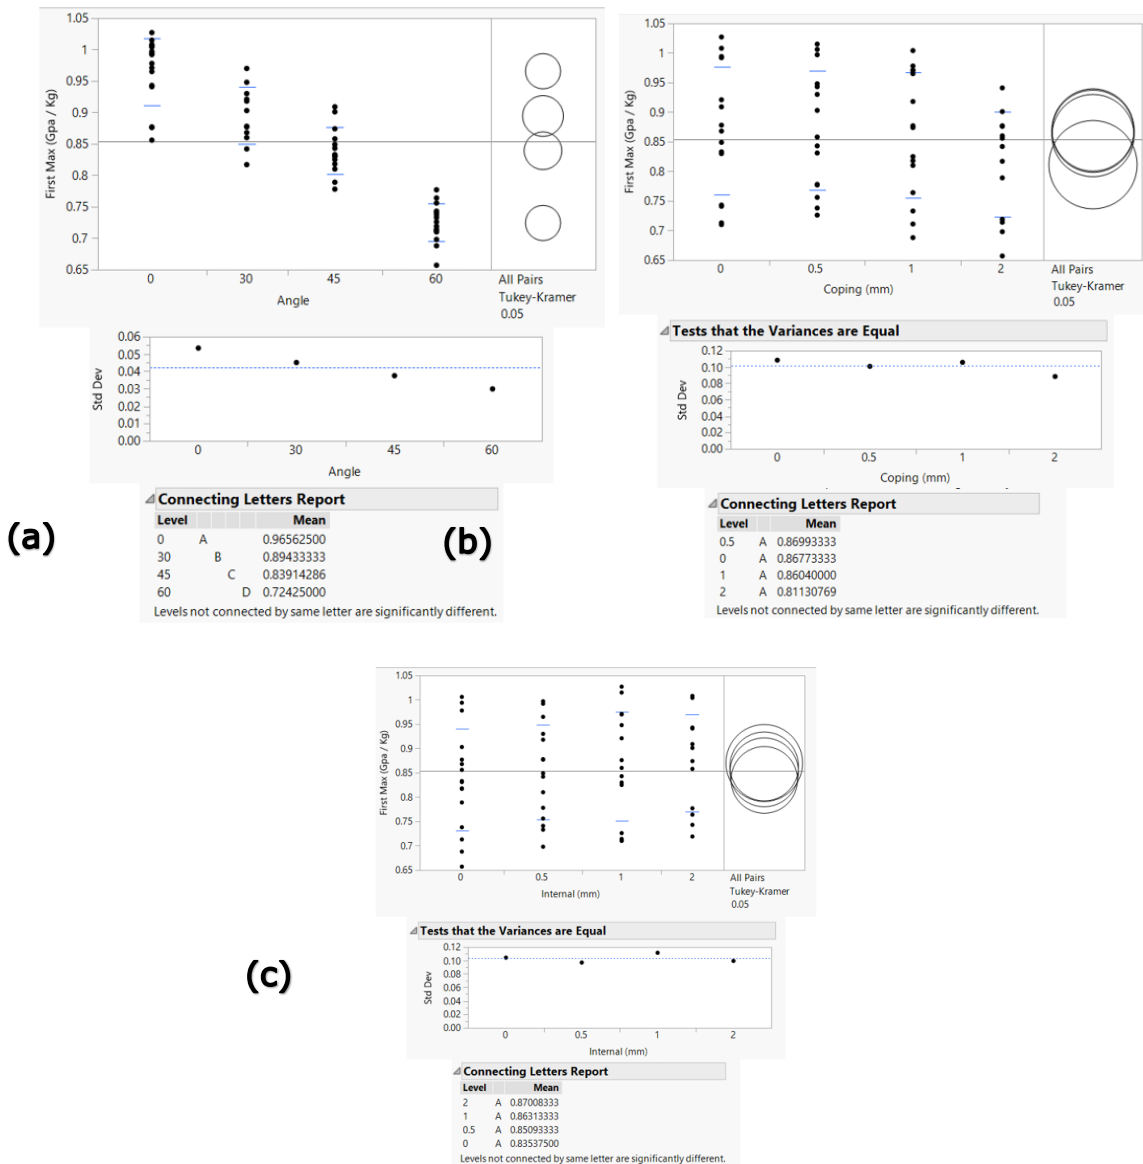 1.05
1
0.95
0.9
0.85
0.8
0.75
0.7
0.65
First Max (Gpa / Kg)
0 30 45 60
Angle
All Pairs
Tukey-Kramer
0.05
0.06
0.05
0.04
0.03
0.02
0.01
0.00
Std Dev
0 30 45 60
Angle
Connecting Letters Report
Level Mean
0 A 0.96562500
30 B 0.89433333
45 C 0.83914286
60 D 0.72425000
Levels not connected by same letter are significantly different.
(a)
1.05
1
0.95
0.9
0.85
0.8
0.75
0.7
0.65
First Max (Gpa / Kg)
0 0.5 1 2
Coping (mm)
All Pairs
Tukey-Kramer
0.05
Tests that the Variances are Equal
0.12
0.10
0.08
0.06
0.04
0.02
0.00
Std Dev
0 0.5 1 2
Coping (mm)
Connecting Letters Report
Level Mean
0.5 A 0.86993333
0 A 0.86773333
1 A 0.86040000
2 A 0.81130769
Levels not connected by same letter are significantly different.
(b)
1.05
1
0.95
0.9
0.85
0.8
0.75
0.7
0.65
First Max (Gpa / Kg)
0 0.5 1 2
Internal (mm)
All Pairs
Tukey-Kramer
0.05
Tests that the Variances are Equal
0.12
0.10
0.08
0.06
0.04
0.02
0.00
Std Dev
0 0.5 1 2
Internal (mm)
Connecting Letters Report
Level Mean
2 A 0.87008333
1 A 0.86313333
0.5 A 0.85093333
0 A 0.83537500
Levels not connected by same letter are significantly different.
(c)